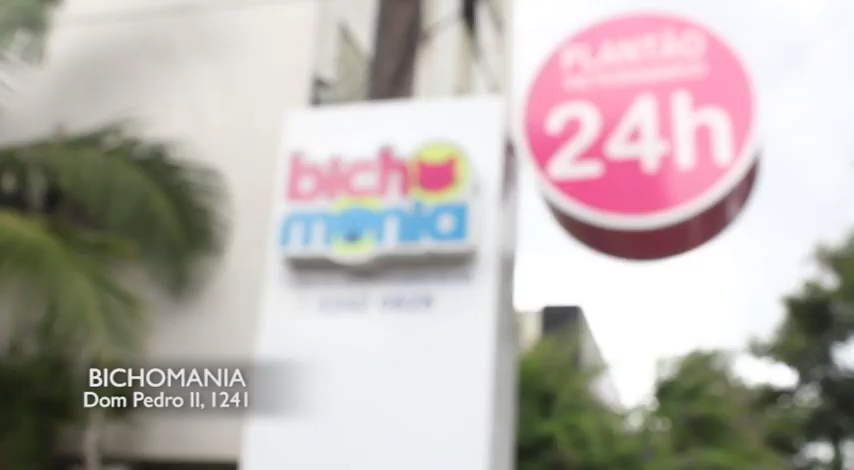 PLANTÃO
24h
bicho
mania
BICHOMANIA
Dom Pedro II, 1241